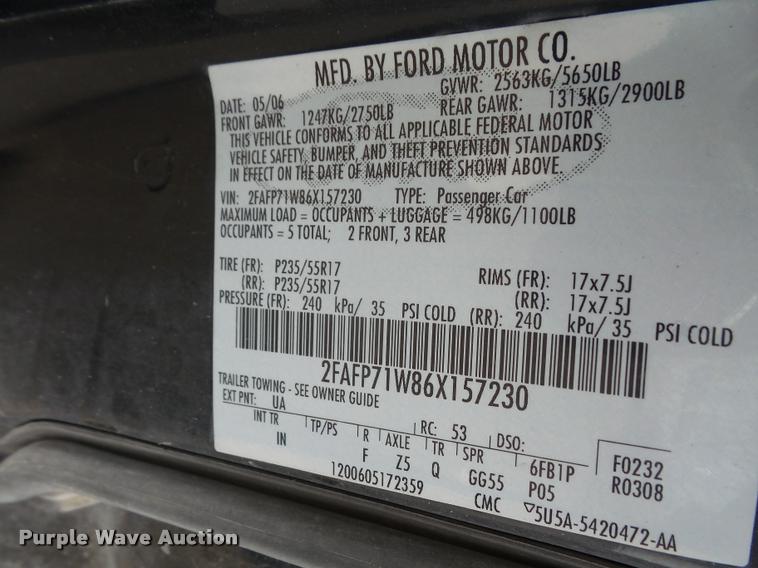 MFD. BY FORD MOTOR CO.
DATE: 05/06 GVWR: 2563KG/5650LB
FRONT GAWR: 1247KG/2750LB REAR GAWR: 1315KG/2900LB
THIS VEHICLE CONFORMS TO ALL APPLICABLE FEDERAL MOTOR
VEHICLE SAFETY, BUMPER, AND THEFT PREVENTION STANDARDS
IN EFFECT ON THE DATE OF MANUFACTURE SHOWN ABOVE.
VIN: 2FAFP71W86X157230 TYPE: Passenger Car
MAXIMUM LOAD = OCCUPANTS + LUGGAGE = 498KG/1100LB
OCCUPANTS = 5 TOTAL; 2 FRONT, 3 REAR
TIRE (FR): P235/55R17 RIMS (FR): 17x7.5J
(RR): P235/55R17 (RR): 17x7.5J
PRESSURE (FR): 240 kPa/ 35 PSI COLD (RR): 240 kPa/ 35 PSI COLD
2FAFP71W86X157230
TRAILER TOWING - SEE OWNER GUIDE
EXT PNT: UA RC: 53 DSO:
INT TR TP/PS R AXLE TR SPR 6FB1P F0232
IN F Z5 Q GG55 P05 R0308
1200605172359 CMC ▽5U5A-5420472-AA
Purple Wave Auction